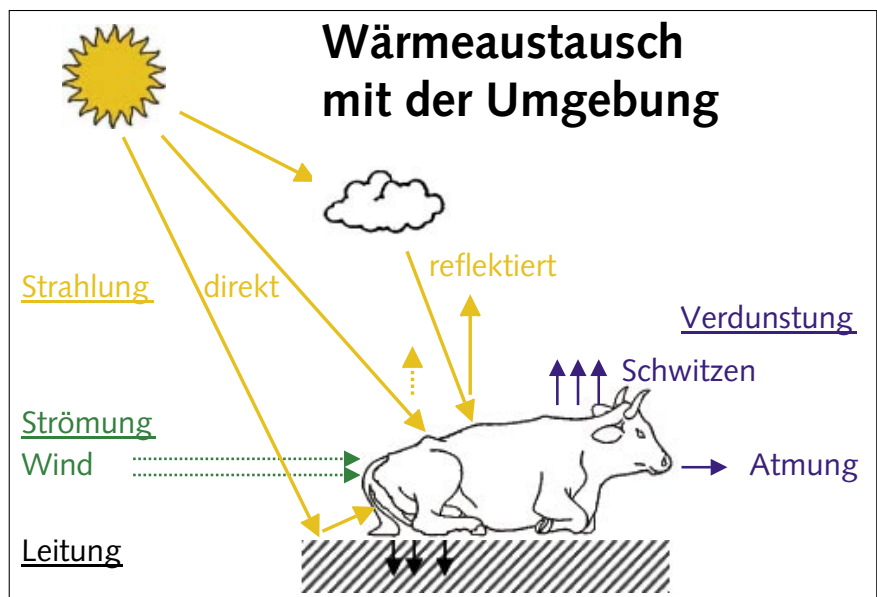 Wärmeaustausch
mit der Umgebung
Strahlung
direkt
reflektiert
Verdunstung
Schwitzen
Strömung
Wind
Atmung
Leitung